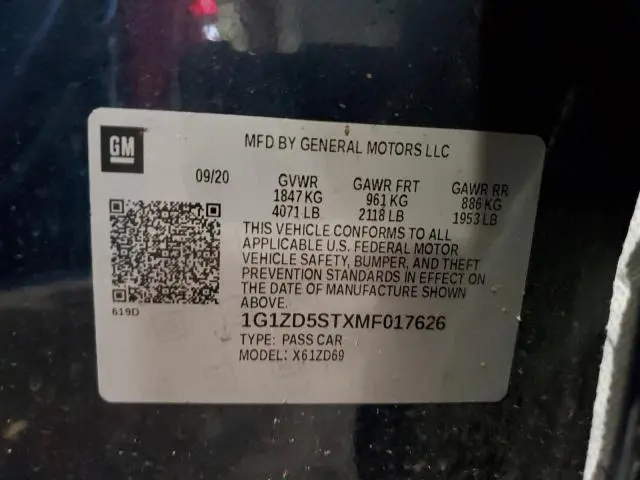 GM
MFD BY GENERAL MOTORS LLC
09/20 GVWR GAWR FRT GAWR RR
1847 KG 961 KG 886 KG
4071 LB 2118 LB 1953 LB
THIS VEHICLE CONFORMS TO ALL
APPLICABLE U.S. FEDERAL MOTOR
VEHICLE SAFETY, BUMPER, AND THEFT
PREVENTION STANDARDS IN EFFECT ON
THE DATE OF MANUFACTURE SHOWN
ABOVE.
619D
1G1ZD5STXMF017626
TYPE: PASS CAR
MODEL: X61ZD69